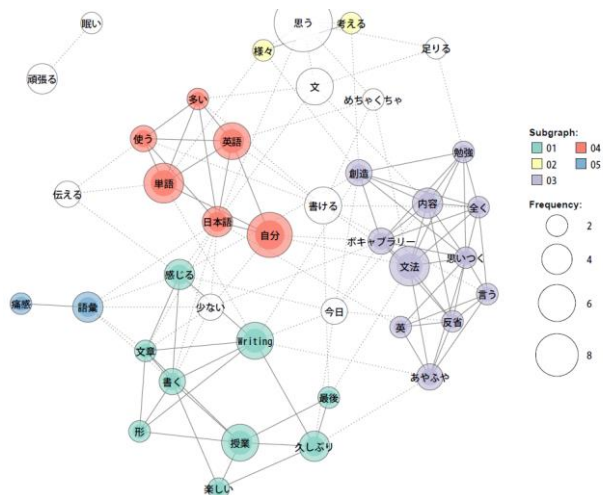 眠い
思う
考える
様々
足りる
頑張る
文
めちゃくちゃ
多い
使う
英語
勉強
創造
単語
伝える
書ける
内容
全く
日本語
自分
ボキャブラリー
文法
思いつく
感じる
言う
痛感
語彙
少ない
今日
英
反省
Writing
文章
書く
あやふや
最後
形
授業
久しぶり
楽しい
Subgraph:
01
04
02
05
03
Frequency:
2
4
6
8